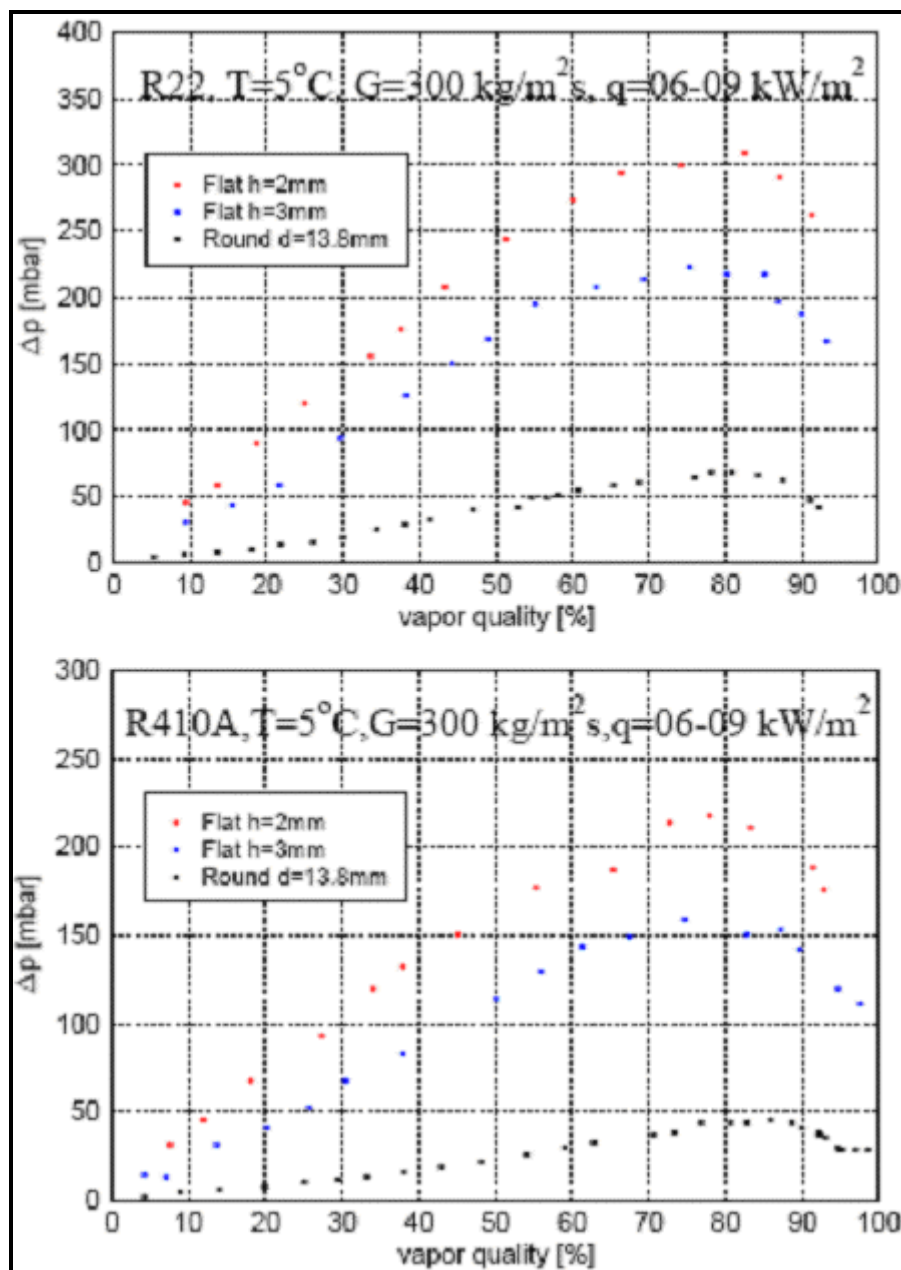 400
R22, T=5°C, G=300 kg/m²s, q=06-09 kW/m²
350
300
Flat h=2mm
Flat h=3mm
Round d=13.8mm
250
200
150
100
50
0
Δp [mbar]
0 10 20 30 40 50 60 70 80 90 100
vapor quality [%]
300
R410A,T=5°C,G=300 kg/m²s,q=06-09 kW/m²
250
Flat h=2mm
Flat h=3mm
Round d=13.8mm
200
150
100
50
0
Δp [mbar]
0 10 20 30 40 50 60 70 80 90 100
vapor quality [%]